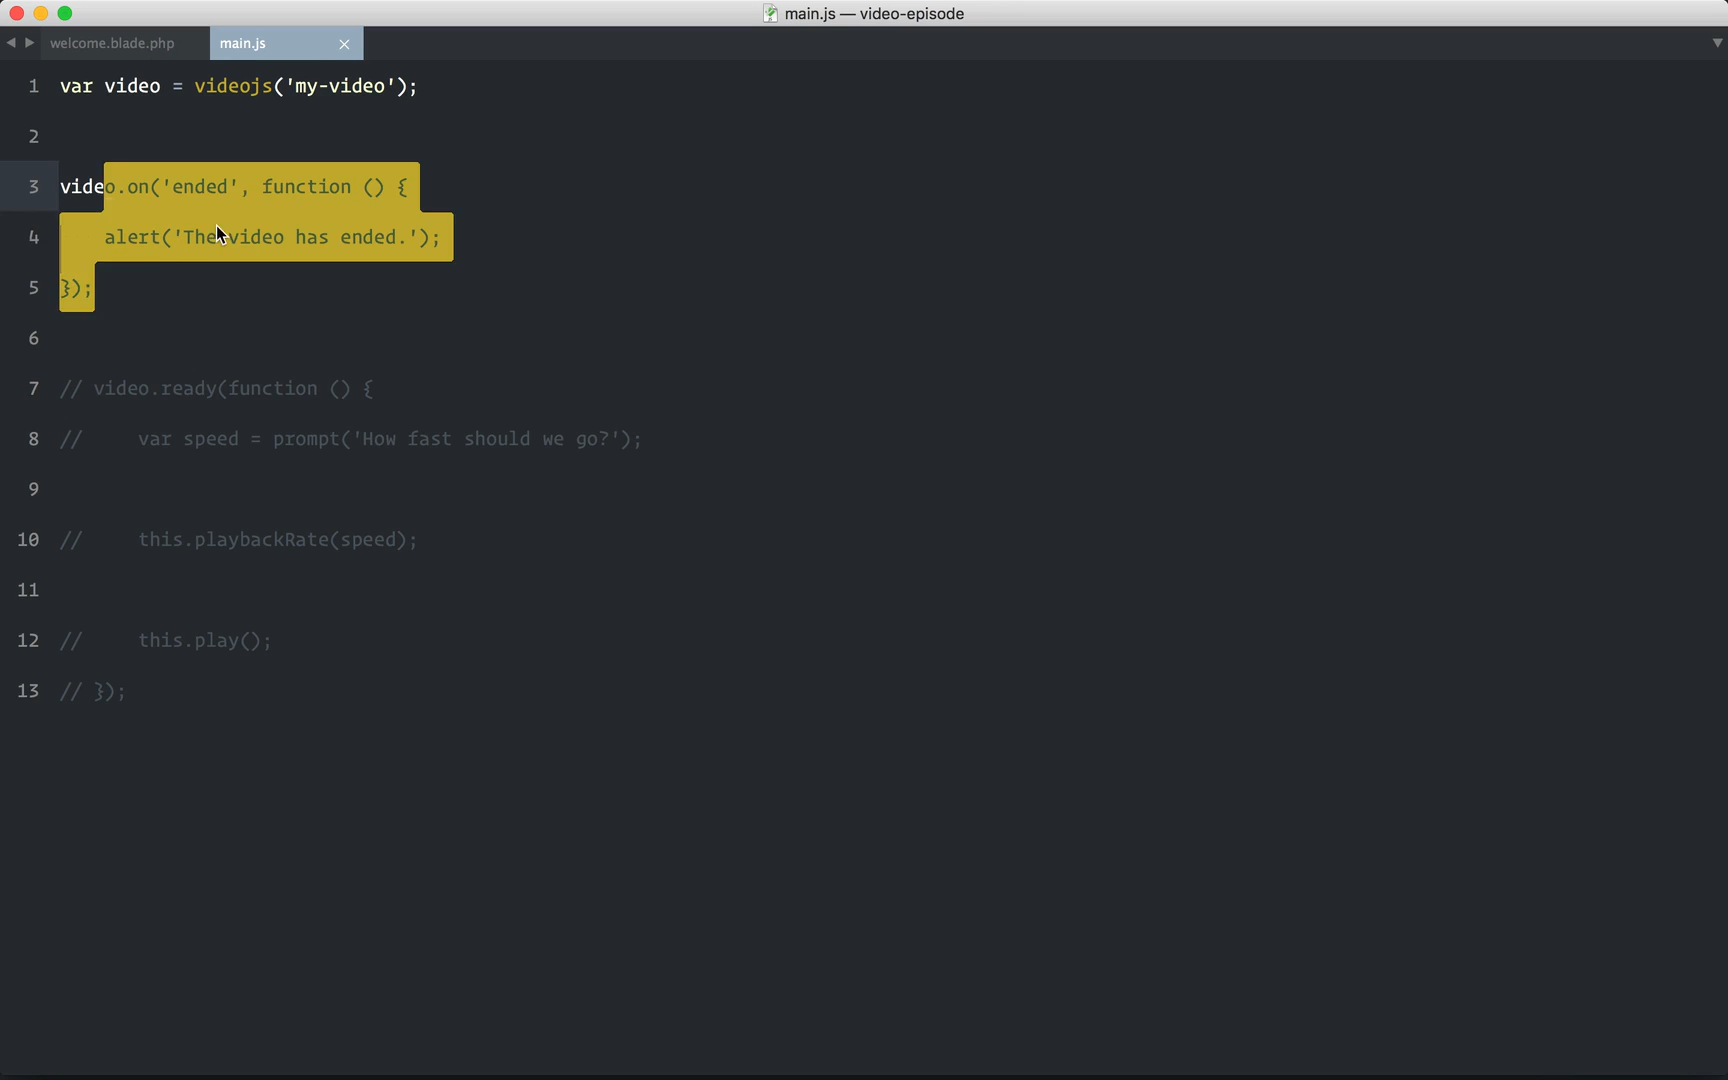 main.js — video-episode
welcome.blade.php
main.js
1 var video = videojs('my-video');
2
3 video.on('ended', function () {
4 alert('The video has ended.');
5 });
6
7 // video.ready(function () {
8 // var speed = prompt('How fast should we go?');
9
10 // this.playbackRate(speed);
11
12 // this.play();
13 // });